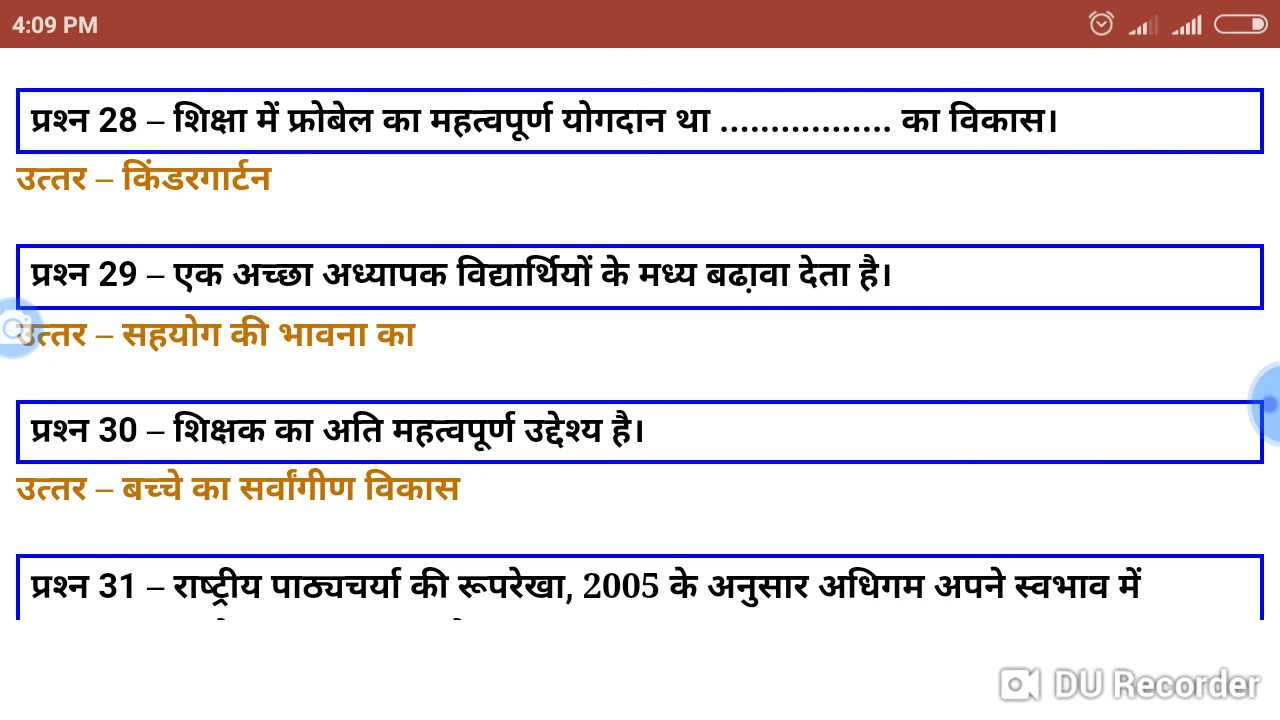 4:09 PM
प्रश्न 28 – शिक्षा में फ्रोबेल का महत्वपूर्ण योगदान था ................. का विकास।
उत्तर – किंडरगार्टन
प्रश्न 29 – एक अच्छा अध्यापक विद्यार्थियों के मध्य बढा़वा देता है।
उत्तर – सहयोग की भावना का
प्रश्न 30 – शिक्षक का अति महत्वपूर्ण उद्देश्य है।
उत्तर – बच्चे का सर्वांगीण विकास
प्रश्न 31 – राष्ट्रीय पाठ्यचर्या की रूपरेखा, 2005 के अनुसार अधिगम अपने स्वभाव में
DU Recorder